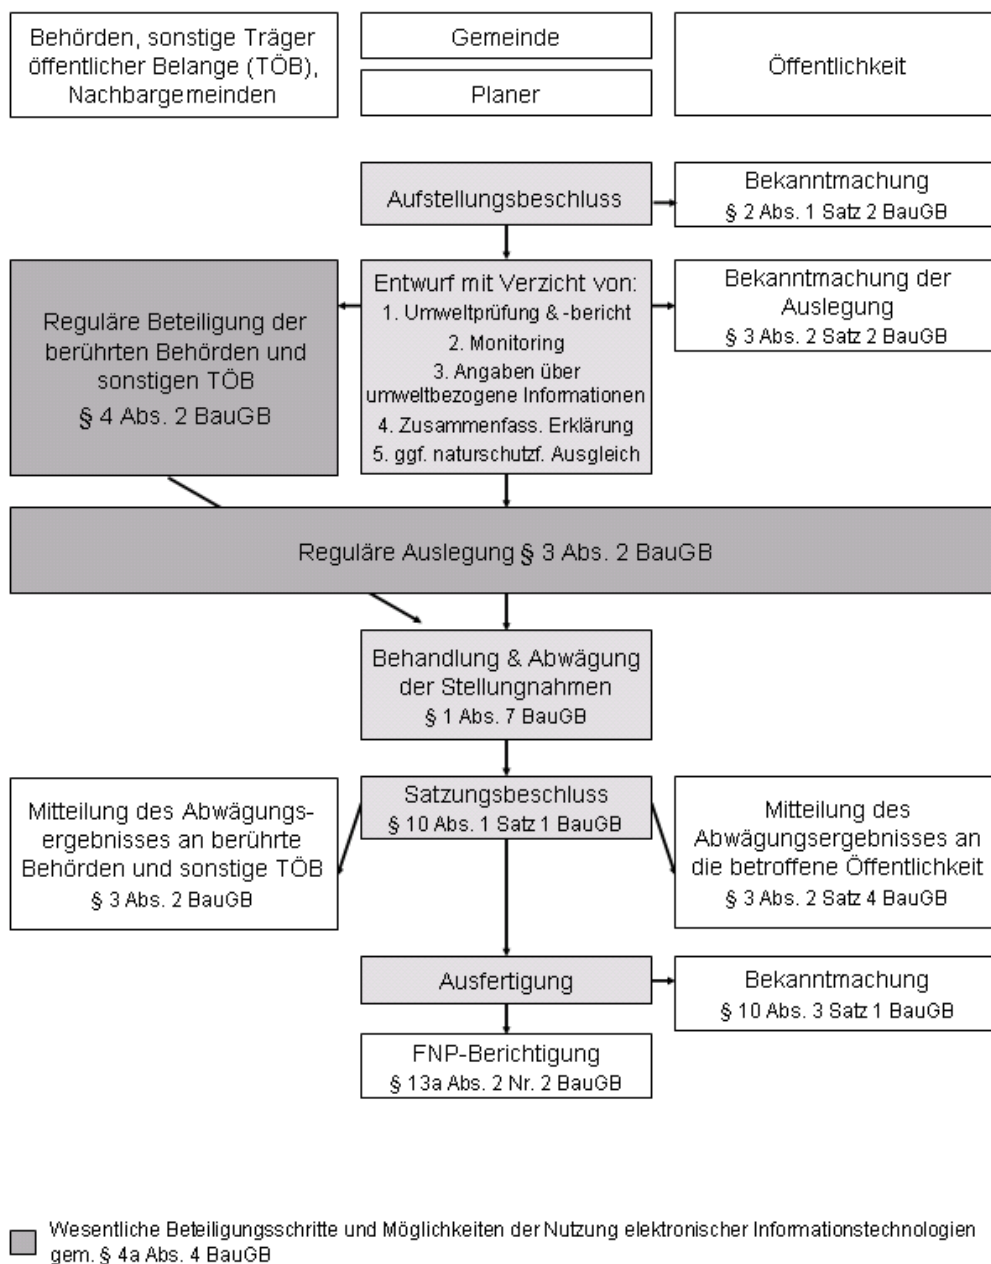 Behörden, sonstige Träger
öffentlicher Belange (TÖB),
Nachbargemeinden
Gemeinde
Planer
Öffentlichkeit
Aufstellungsbeschluss
Bekanntmachung
§ 2 Abs. 1 Satz 2 BauGB
Reguläre Beteiligung der
berührten Behörden und
sonstigen TÖB
§ 4 Abs. 2 BauGB
Entwurf mit Verzicht von:
1. Umweltprüfung & -bericht
2. Monitoring
3. Angaben über
umweltbezogene Informationen
4. Zusammenfass. Erklärung
5. ggf. naturschutzf. Ausgleich
Bekanntmachung der
Auslegung
§ 3 Abs. 2 Satz 2 BauGB
Reguläre Auslegung § 3 Abs. 2 BauGB
Behandlung & Abwägung
der Stellungnahmen
§ 1 Abs. 7 BauGB
Mitteilung des Abwägungs-
ergebnisses an berührte
Behörden und sonstige TÖB
§ 3 Abs. 2 BauGB
Satzungsbeschluss
§ 10 Abs. 1 Satz 1 BauGB
Mitteilung des
Abwägungsergebnisses an
die betroffene Öffentlichkeit
§ 3 Abs. 2 Satz 4 BauGB
Ausfertigung
Bekanntmachung
§ 10 Abs. 3 Satz 1 BauGB
FNP-Berichtigung
§ 13a Abs. 2 Nr. 2 BauGB
Wesentliche Beteiligungsschritte und Möglichkeiten der Nutzung elektronischer Informationstechnologien
gem. § 4a Abs. 4 BauGB